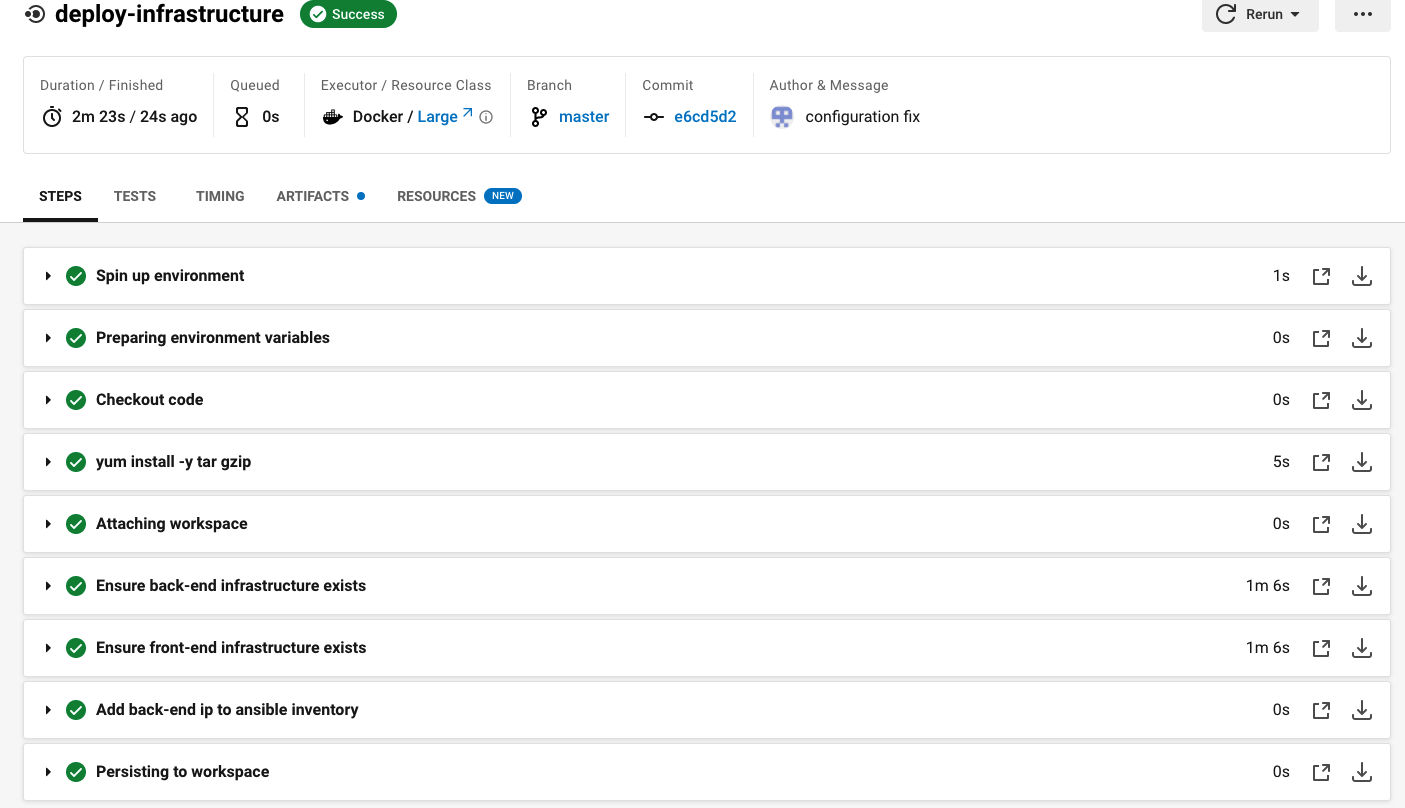 deploy-infrastructure Success Rerun
Duration / Finished Queued Executor / Resource Class Branch Commit Author & Message
2m 23s / 24s ago 0s Docker / Large master e6cd5d2 configuration fix
STEPS TESTS TIMING ARTIFACTS RESOURCES NEW
Spin up environment 1s
Preparing environment variables 0s
Checkout code 0s
yum install -y tar gzip 5s
Attaching workspace 0s
Ensure back-end infrastructure exists 1m 6s
Ensure front-end infrastructure exists 1m 6s
Add back-end ip to ansible inventory 0s
Persisting to workspace 0s